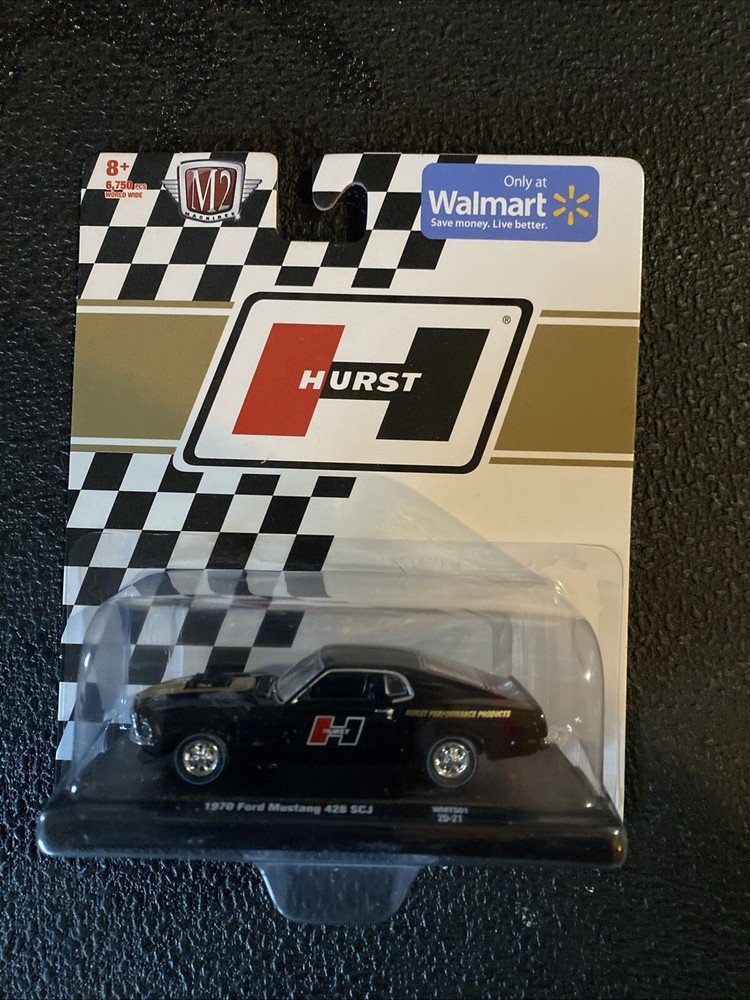 8+
6,750 PCS
WORLD WIDE
M2
MACHINES
Only at
Walmart
Save money. Live better.
HURST
®
HURST
HURST PERFORMANCE PRODUCTS
1970 Ford Mustang 428 SCJ
WMTS01
20-21